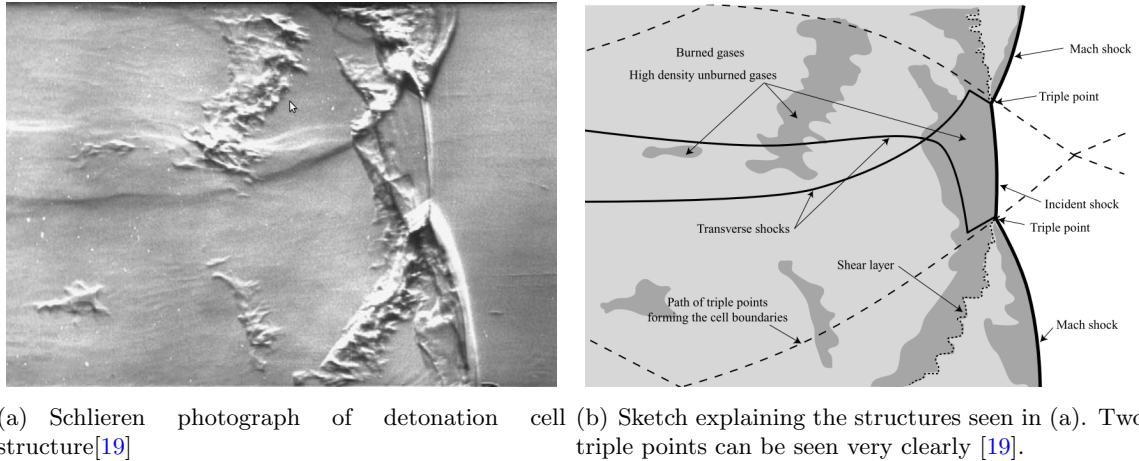 Burned gases
High density unburned gases
Mach shock
Triple point
Incident shock
Triple point
Transverse shocks
Shear layer
Path of triple points
forming the cell boundaries
Mach shock
(a) Schlieren photograph of detonation cell
structure[19]
(b) Sketch explaining the structures seen in (a). Two
triple points can be seen very clearly [19].